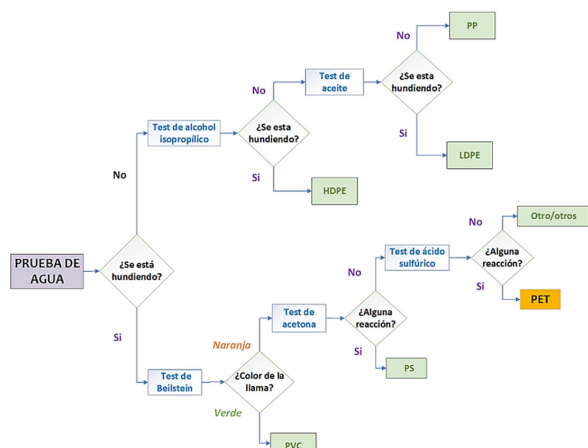 No
PP
Test de
aceite
¿Se esta
hundiendo?
No
Test de alcohol
isopropílico
¿Se esta
hundiendo?
Si
LDPE
Si
HDPE
No
PRUEBA DE
AGUA
¿Se está
hundiendo?
Si
No
Otro/otros
Test de ácido
sulfúrico
¿Alguna
reacción?
No
Si
PET
Test de
acetona
¿Alguna
reacción?
Naranja
Si
PS
Test de
Beilstein
¿Color de la
llama?
Verde
PVC